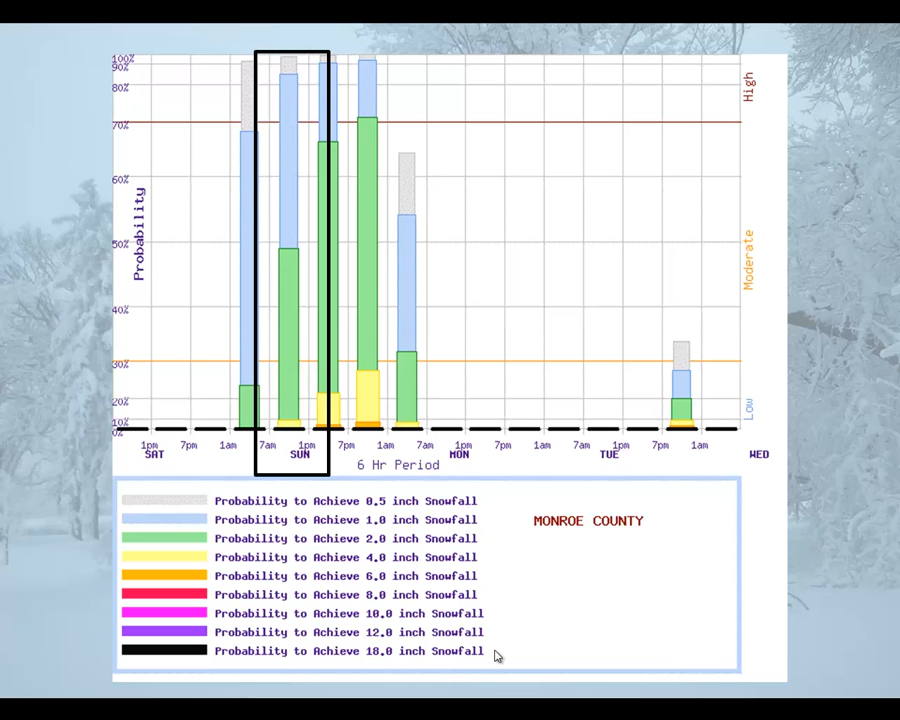 100%
90%
80%
70%
60%
50%
40%
30%
20%
10%
0%
Probability
High
Moderate
Low
1pm 7pm 1am 7am 1pm 7pm 1am 7am 1pm 7pm 1am 7am 1pm 7pm 1am
SAT SUN MON TUE WED
6 Hr Period
Probability to Achieve 0.5 inch Snowfall
Probability to Achieve 1.0 inch Snowfall
MONROE COUNTY
Probability to Achieve 2.0 inch Snowfall
Probability to Achieve 4.0 inch Snowfall
Probability to Achieve 6.0 inch Snowfall
Probability to Achieve 8.0 inch Snowfall
Probability to Achieve 10.0 inch Snowfall
Probability to Achieve 12.0 inch Snowfall
Probability to Achieve 18.0 inch Snowfall